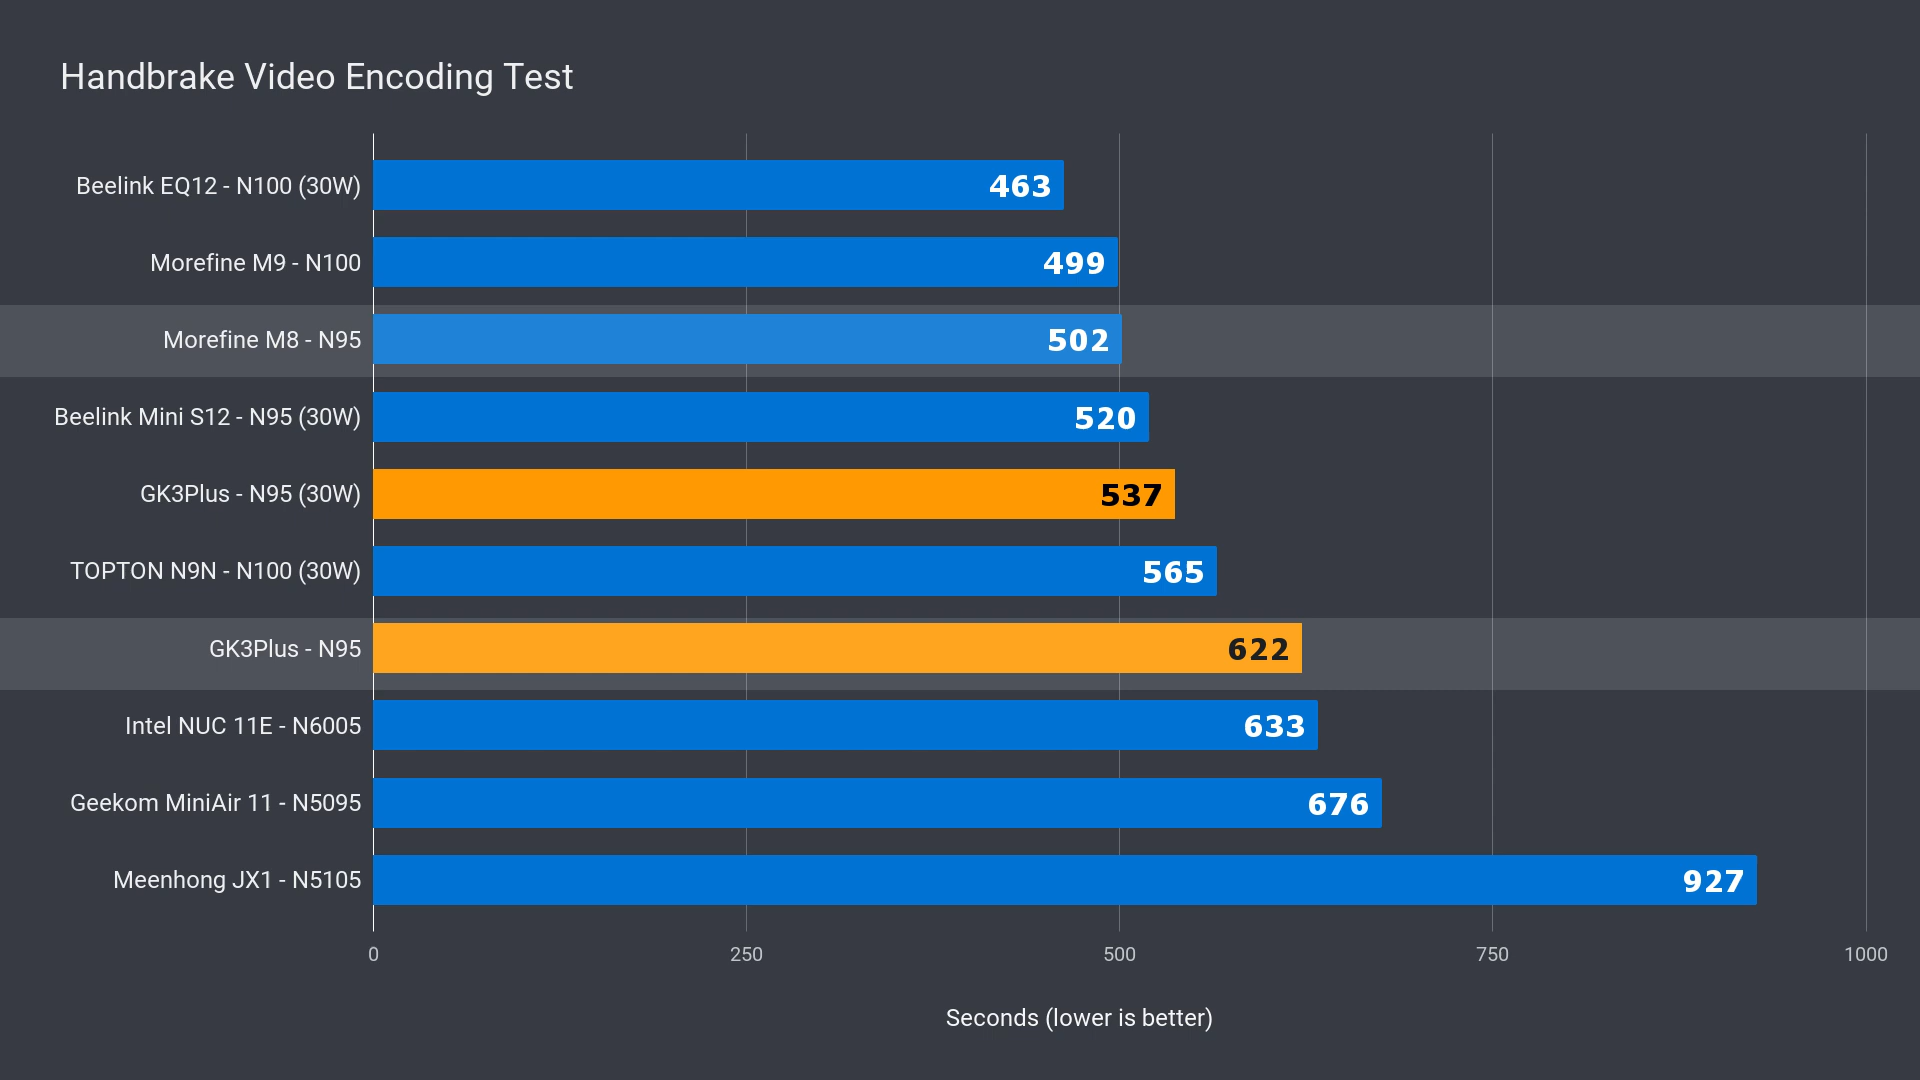 Handbrake Video Encoding Test
Beelink EQ12 - N100 (30W) 463
Morefine M9 - N100 499
Morefine M8 - N95 502
Beelink Mini S12 - N95 (30W) 520
GK3Plus - N95 (30W) 537
TOPTON N9N - N100 (30W) 565
GK3Plus - N95 622
Intel NUC 11E - N6005 633
Geekom MiniAir 11 - N5095 676
Meenhong JX1 - N5105 927
0 250 500 750 1000
Seconds (lower is better)